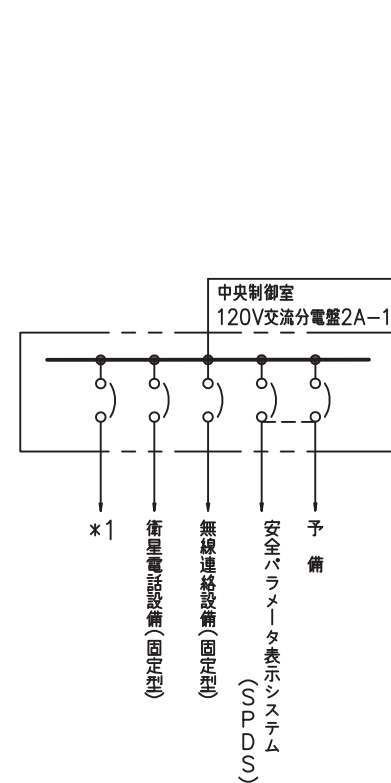 中央制御室
120V交流分電盤2A-1
*1
衛星電話設備(固定型)
無線連絡設備(固定型)
安全パラメータ表示システム
(SPDS)
予備